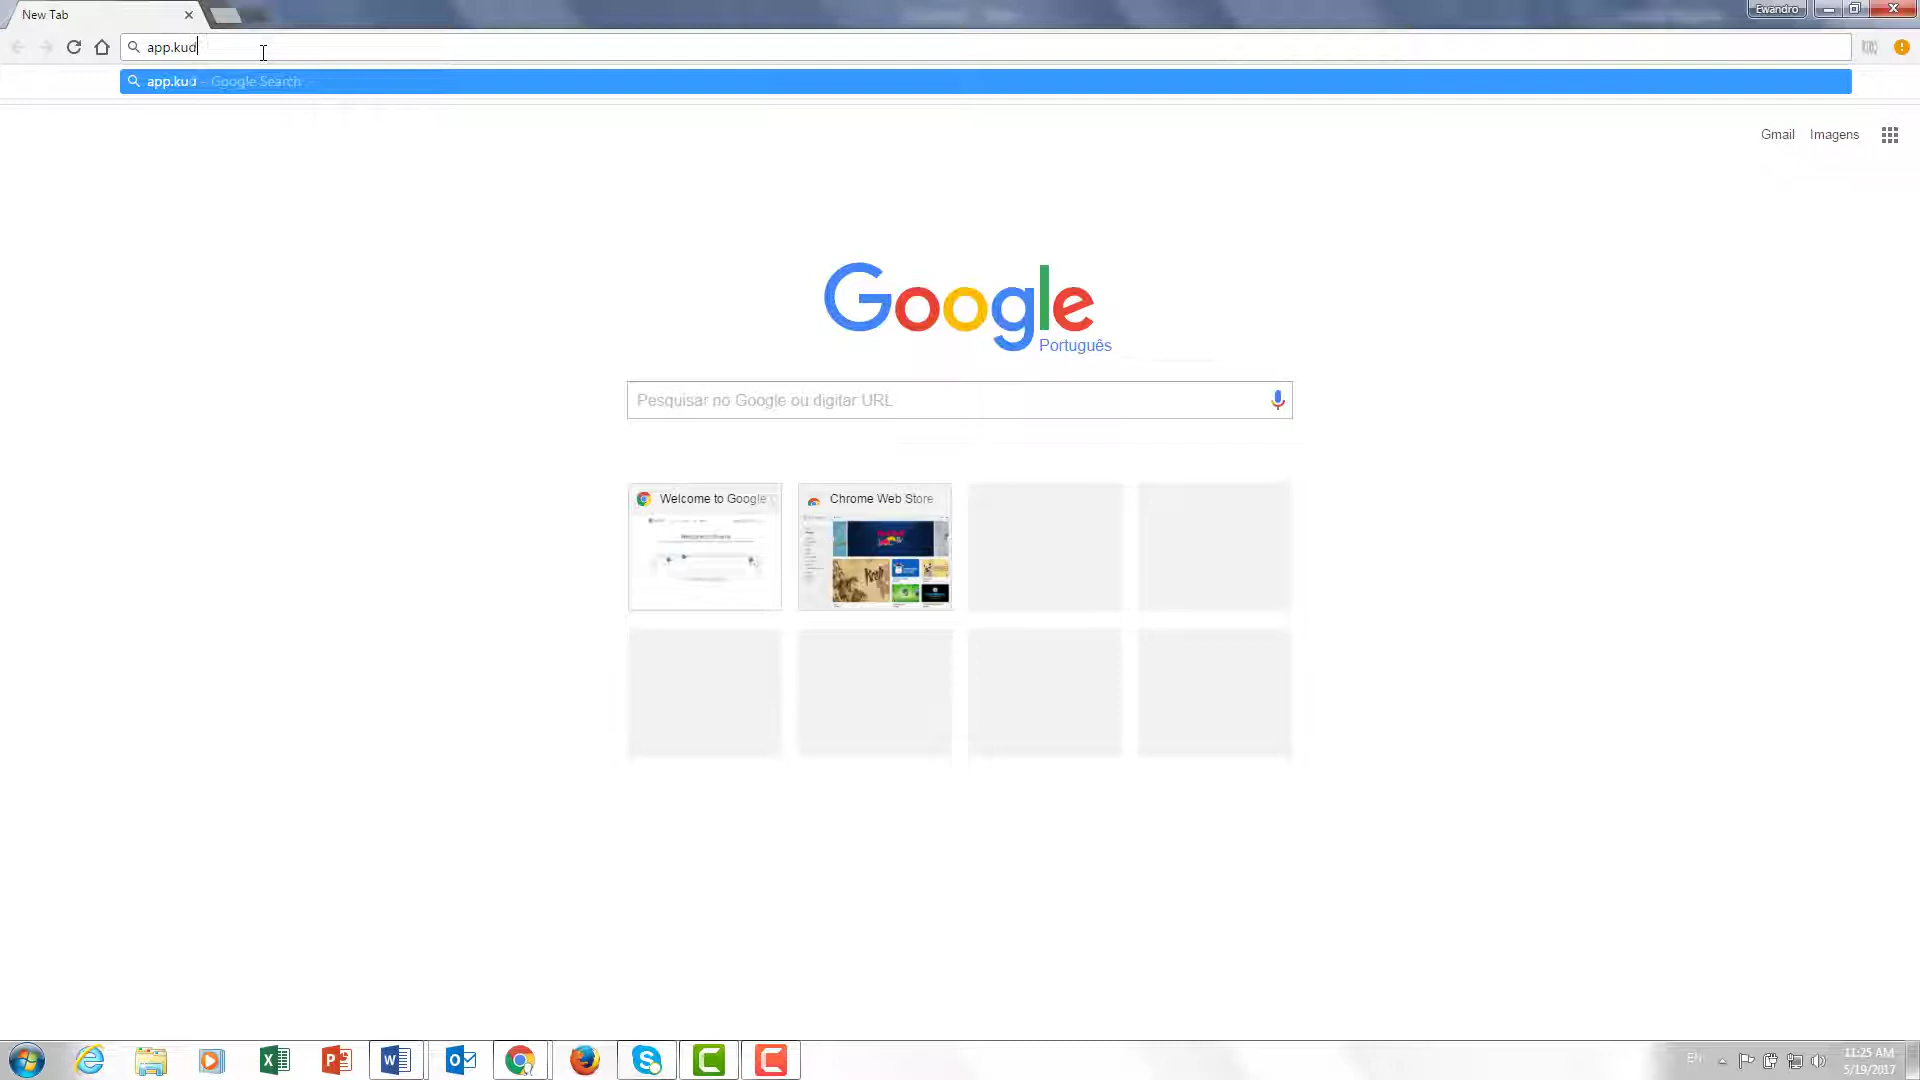 New Tab
Ewandro
app.kud
app.kud – Google Search
Gmail
Imagens
Google
Português
Pesquisar no Google ou digitar URL
Welcome to Google
Chrome Web Store
EN
11:25 AM
5/19/2017